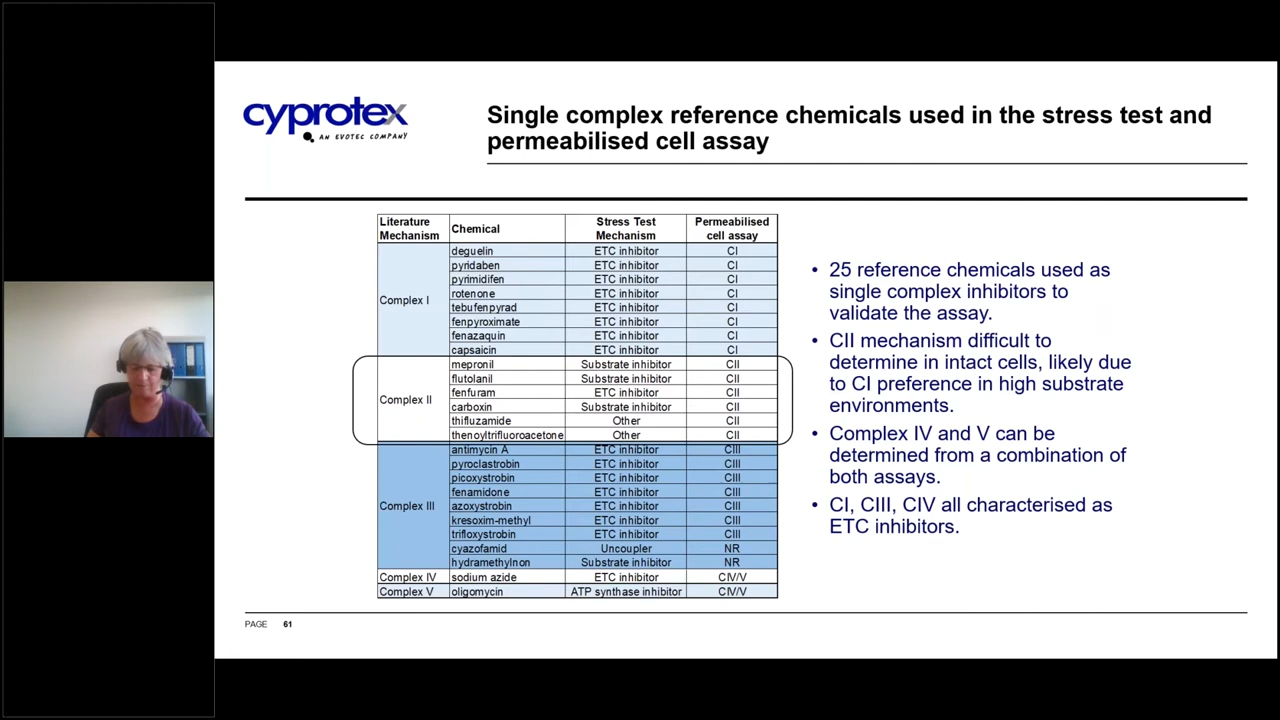 cyprotex
AN EVOTEC COMPANY
Single complex reference chemicals used in the stress test and
permeabilised cell assay
Literature Mechanism Chemical Stress Test Mechanism Permeabilised cell assay
Complex I
deguelin ETC inhibitor CI
pyridaben ETC inhibitor CI
pyrimidifen ETC inhibitor CI
rotenone ETC inhibitor CI
tebufenpyrad ETC inhibitor CI
fenpyroximate ETC inhibitor CI
fenazaquin ETC inhibitor CI
capsaicin ETC inhibitor CI
Complex II
mepronil Substrate inhibitor CII
flutolanil Substrate inhibitor CII
fenfuram ETC inhibitor CII
carboxin Substrate inhibitor CII
thifluzamide Other CII
thenoyltrifluoroacetone Other CII
Complex III
antimycin A ETC inhibitor CIII
pyroclastrobin ETC inhibitor CIII
picoxystrobin ETC inhibitor CIII
fenamidone ETC inhibitor CIII
azoxystrobin ETC inhibitor CIII
kresoxim-methyl ETC inhibitor CIII
trifloxystrobin ETC inhibitor CIII
cyazofamid Uncoupler NR
hydramethylnon Substrate inhibitor NR
Complex IV sodium azide ETC inhibitor CIV/V
Complex V oligomycin ATP synthase inhibitor CIV/V
• 25 reference chemicals used as
single complex inhibitors to
validate the assay.
• CII mechanism difficult to
determine in intact cells, likely due
to CI preference in high substrate
environments.
• Complex IV and V can be
determined from a combination of
both assays.
• CI, CIII, CIV all characterised as
ETC inhibitors.
PAGE 61